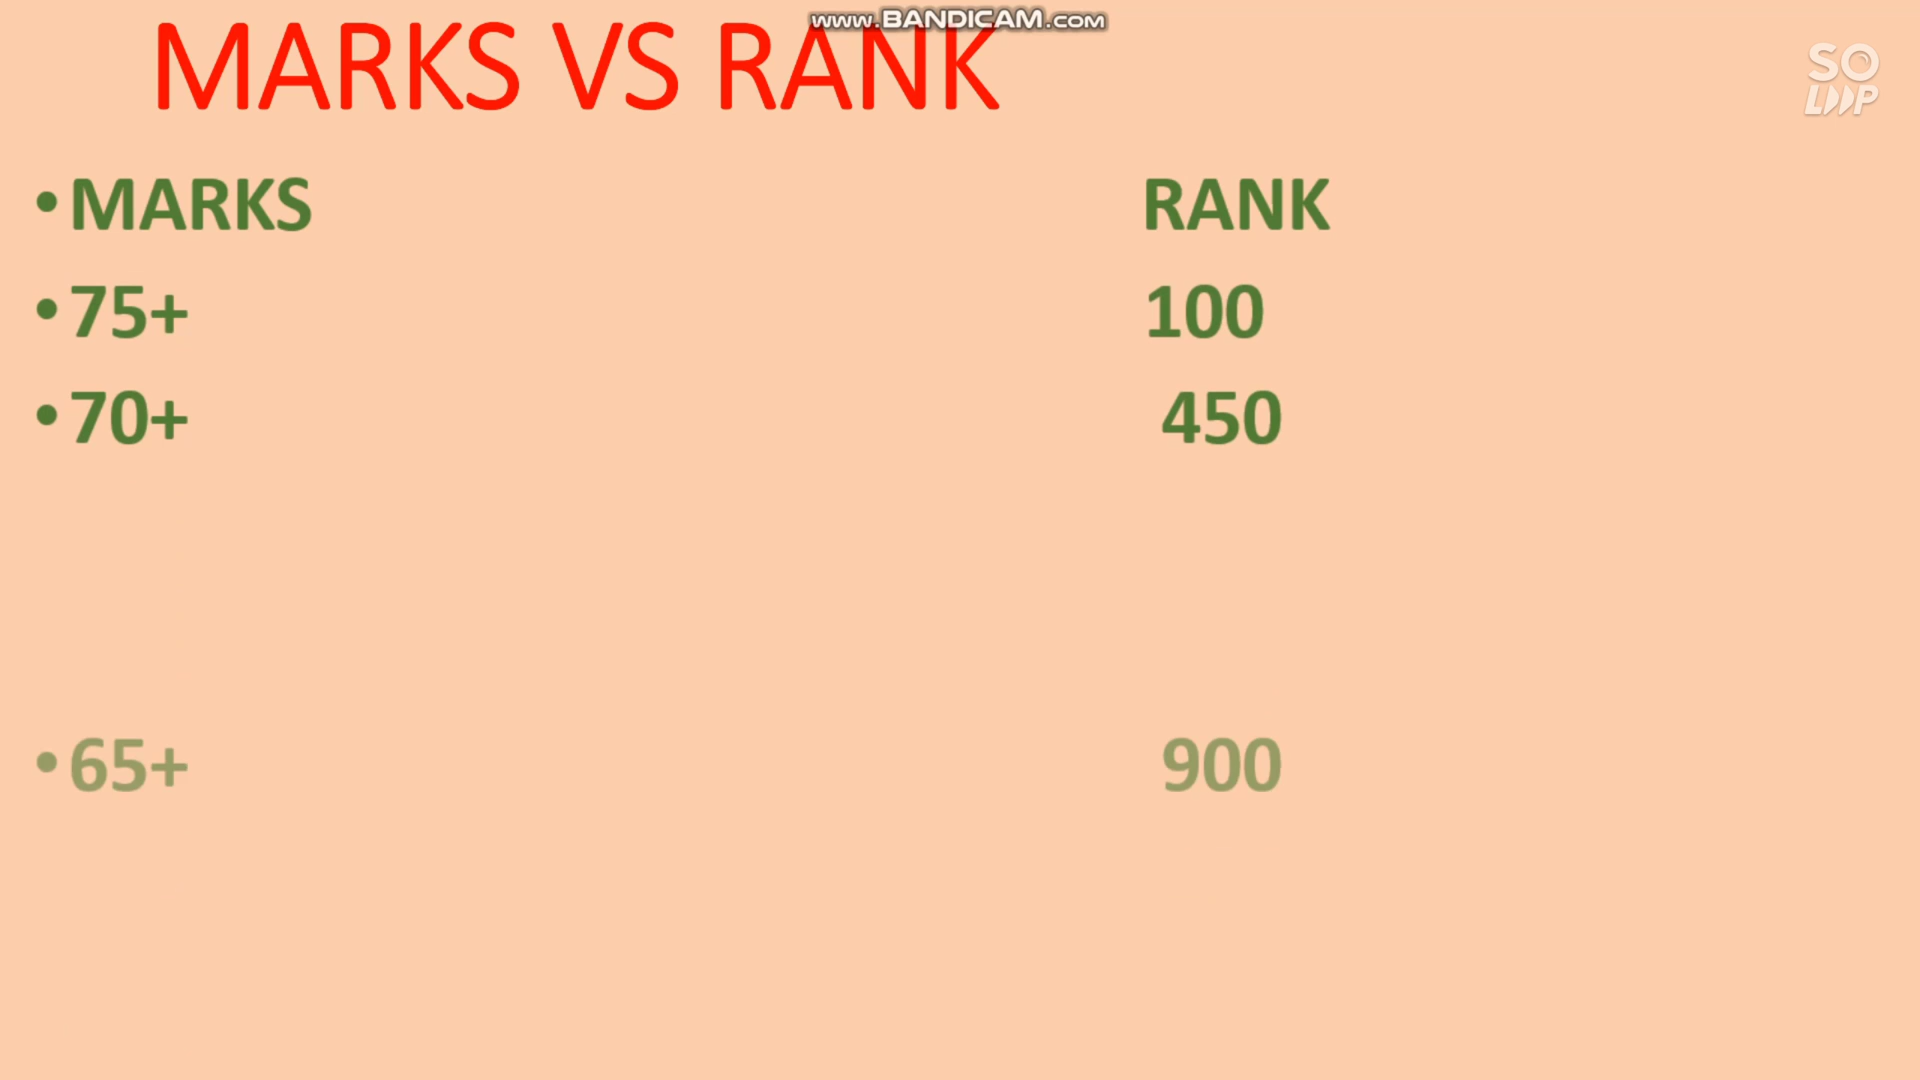 www.BANDICAM.com
MARKS VS RANK
SO
LOOP
• MARKS RANK
• 75+ 100
• 70+ 450
• 65+ 900